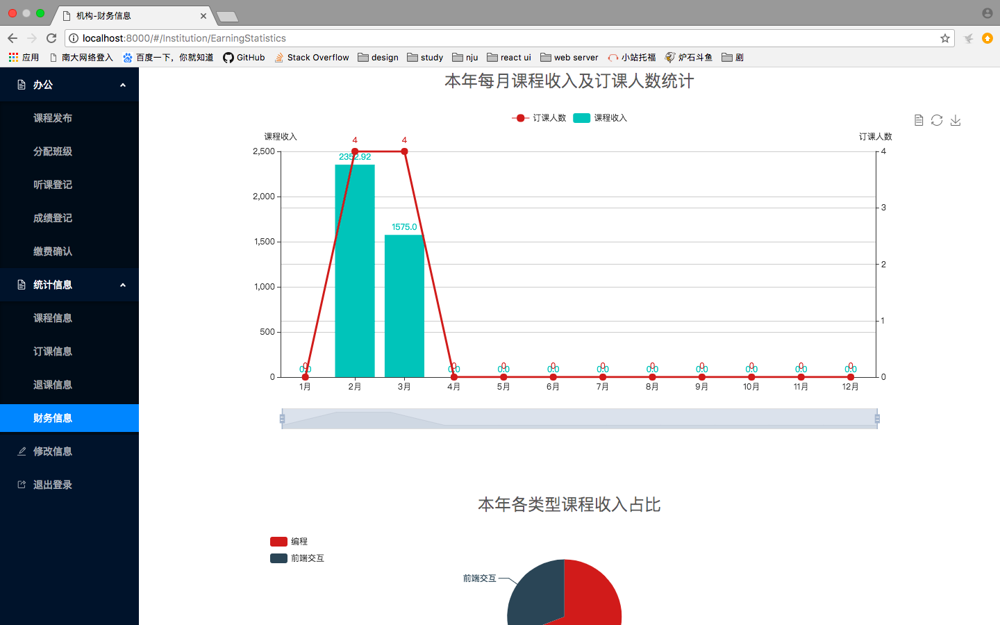 机构-财务信息
localhost:8000/#/Institution/EarningStatistics
应用 南大网络登入 百度一下，你就知道 GitHub Stack Overflow design study nju react ui web server 小站托福 炉石斗鱼 剧
办公
课程发布
分配班级
听课登记
成绩登记
缴费确认
统计信息
课程信息
订课信息
退课信息
财务信息
修改信息
退出登录
本年每月课程收入及订课人数统计
订课人数 课程收入
课程收入 订课人数
4 4
2,500 4
2352.92
2,000
3
1575.0
1,500
2
1,000
1
500
0 0 0 0 0 0 0 0 0 0
0.0 0.0 0.0 0.0 0.0 0.0 0.0 0.0 0.0 0.0
0 0
1月 2月 3月 4月 5月 6月 7月 8月 9月 10月 11月 12月
本年各类型课程收入占比
编程
前端交互
前端交互